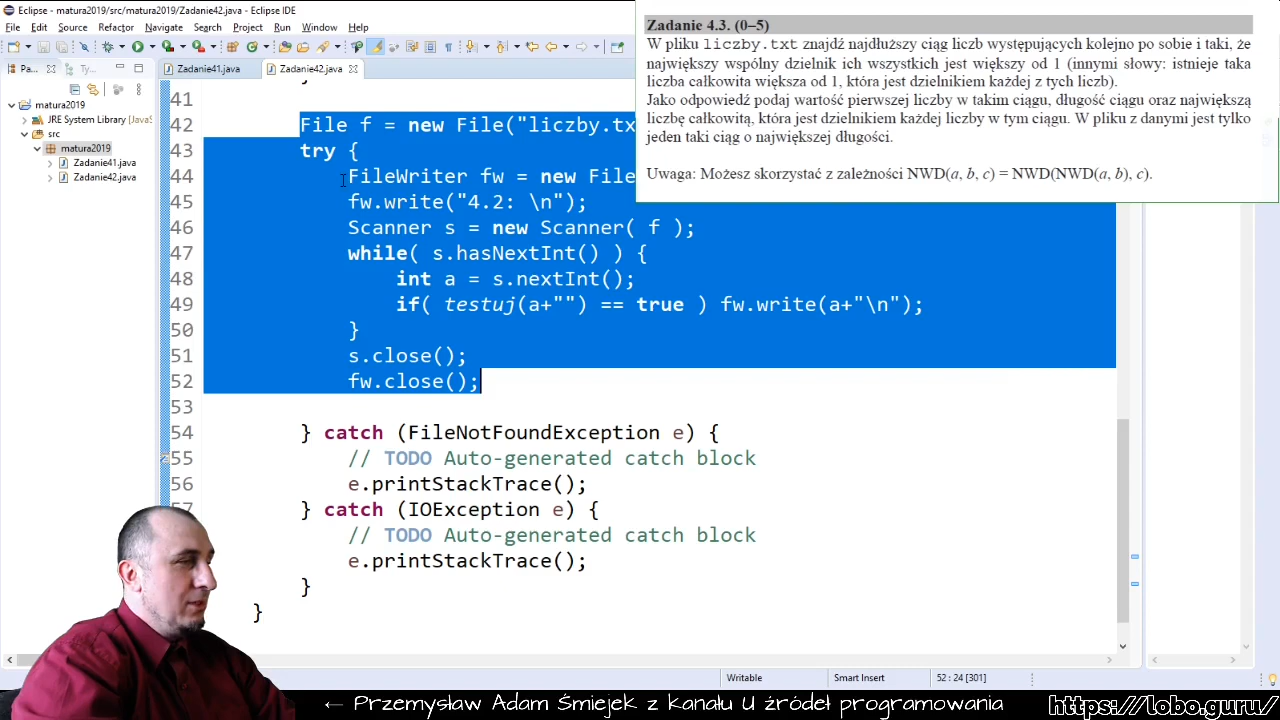 matura2019/src/matura2019/Zadanie42.java - Eclipse IDE
File Edit Source Refactor Navigate Search Project Run Window Help
Pa... Ty...
Zadanie41.java Zadanie42.java
matura2019
JRE System Library [JavaS
src
matura2019
Zadanie41.java
Zadanie42.java
41
42 File f = new File("liczby.tx
43 try {
44 FileWriter fw = new File
45 fw.write("4.2: \n");
46 Scanner s = new Scanner( f );
47 while( s.hasNextInt() ) {
48 int a = s.nextInt();
49 if( testuj(a+"") == true ) fw.write(a+"\n");
50 }
51 s.close();
52 fw.close();
53
54 } catch (FileNotFoundException e) {
55 // TODO Auto-generated catch block
56 e.printStackTrace();
57 } catch (IOException e) {
// TODO Auto-generated catch block
e.printStackTrace();
}
}
Zadanie 4.3. (0–5)
W pliku liczby.txt znajdź najdłuższy ciąg liczb występujących kolejno po sobie i taki, że
największy wspólny dzielnik ich wszystkich jest większy od 1 (innymi słowy: istnieje taka
liczba całkowita większa od 1, która jest dzielnikiem każdej z tych liczb).
Jako odpowiedź podaj wartość pierwszej liczby w takim ciągu, długość ciągu oraz największą
liczbę całkowitą, która jest dzielnikiem każdej liczby w tym ciągu. W pliku z danymi jest tylko
jeden taki ciąg o największej długości.
Uwaga: Możesz skorzystać z zależności NWD(a, b, c) = NWD(NWD(a, b), c).
Writable Smart Insert 52 : 24 [301]
← Przemysław Adam Śmiejek z kanału U źródeł programowania
https://lobo.guru/